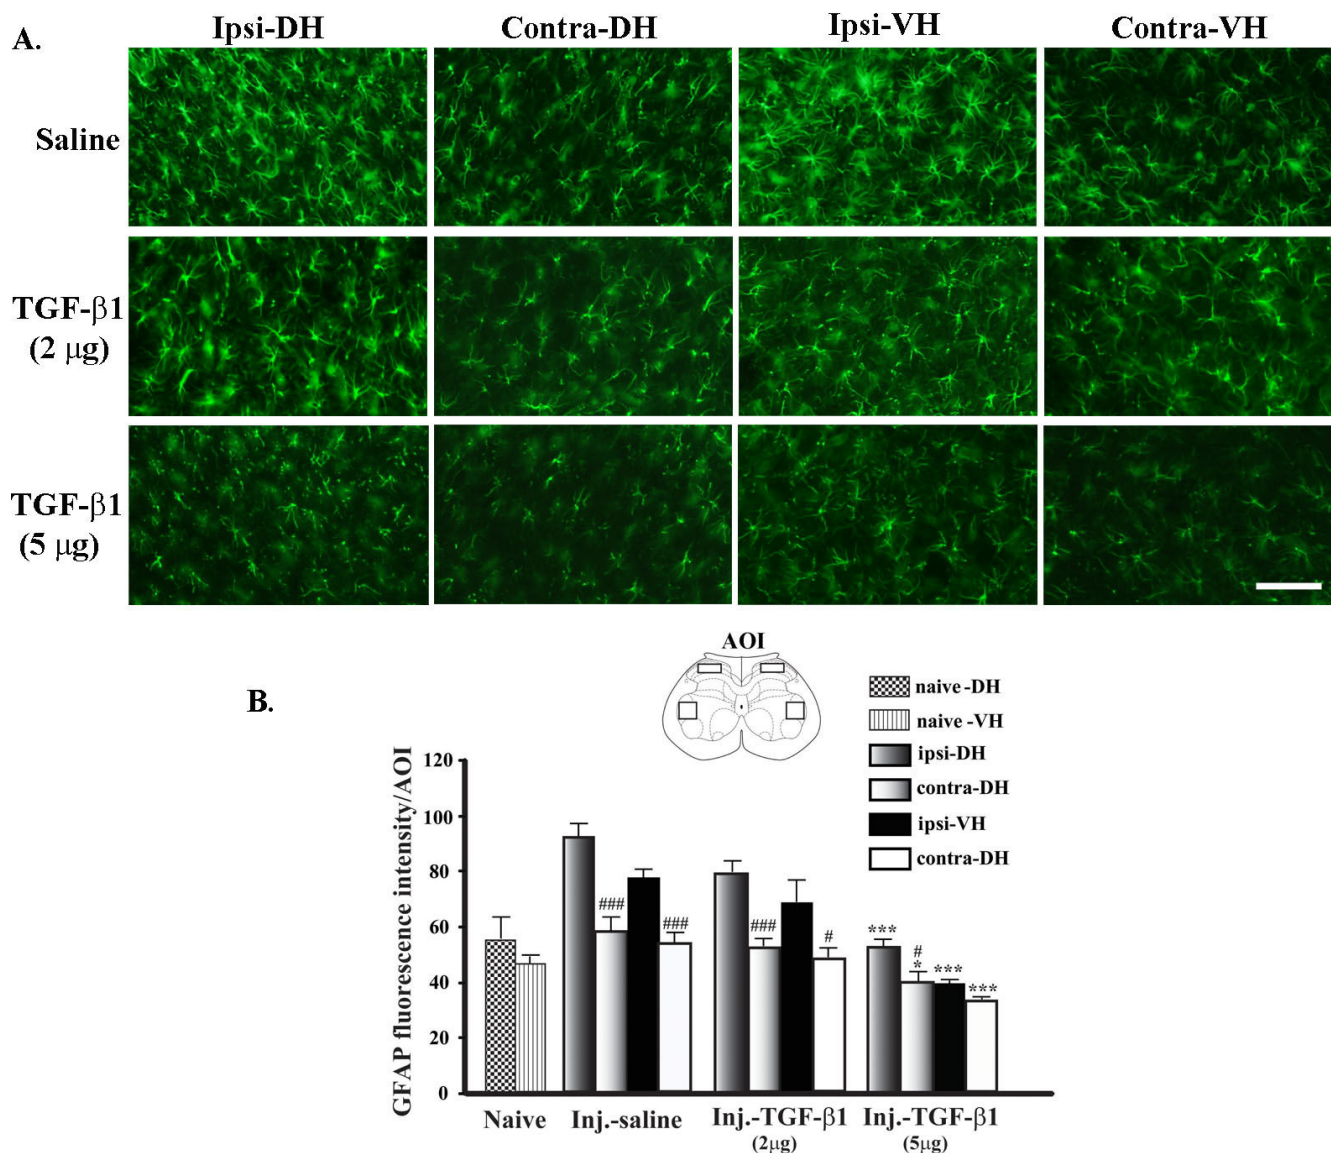 A.
Ipsi-DH Contra-DH Ipsi-VH Contra-VH
Saline
TGF-β1
(2 μg)
TGF-β1
(5 μg)
B.
AOI
naive-DH
naive-VH
ipsi-DH
contra-DH
ipsi-VH
contra-DH
GFAP fluorescence intensity/AOI
120
100
80
60
40
20
0
###
###
###
#
***
#
*
***
***
Naive Inj.-saline Inj.-TGF-β1 Inj.-TGF-β1
(2μg) (5μg)